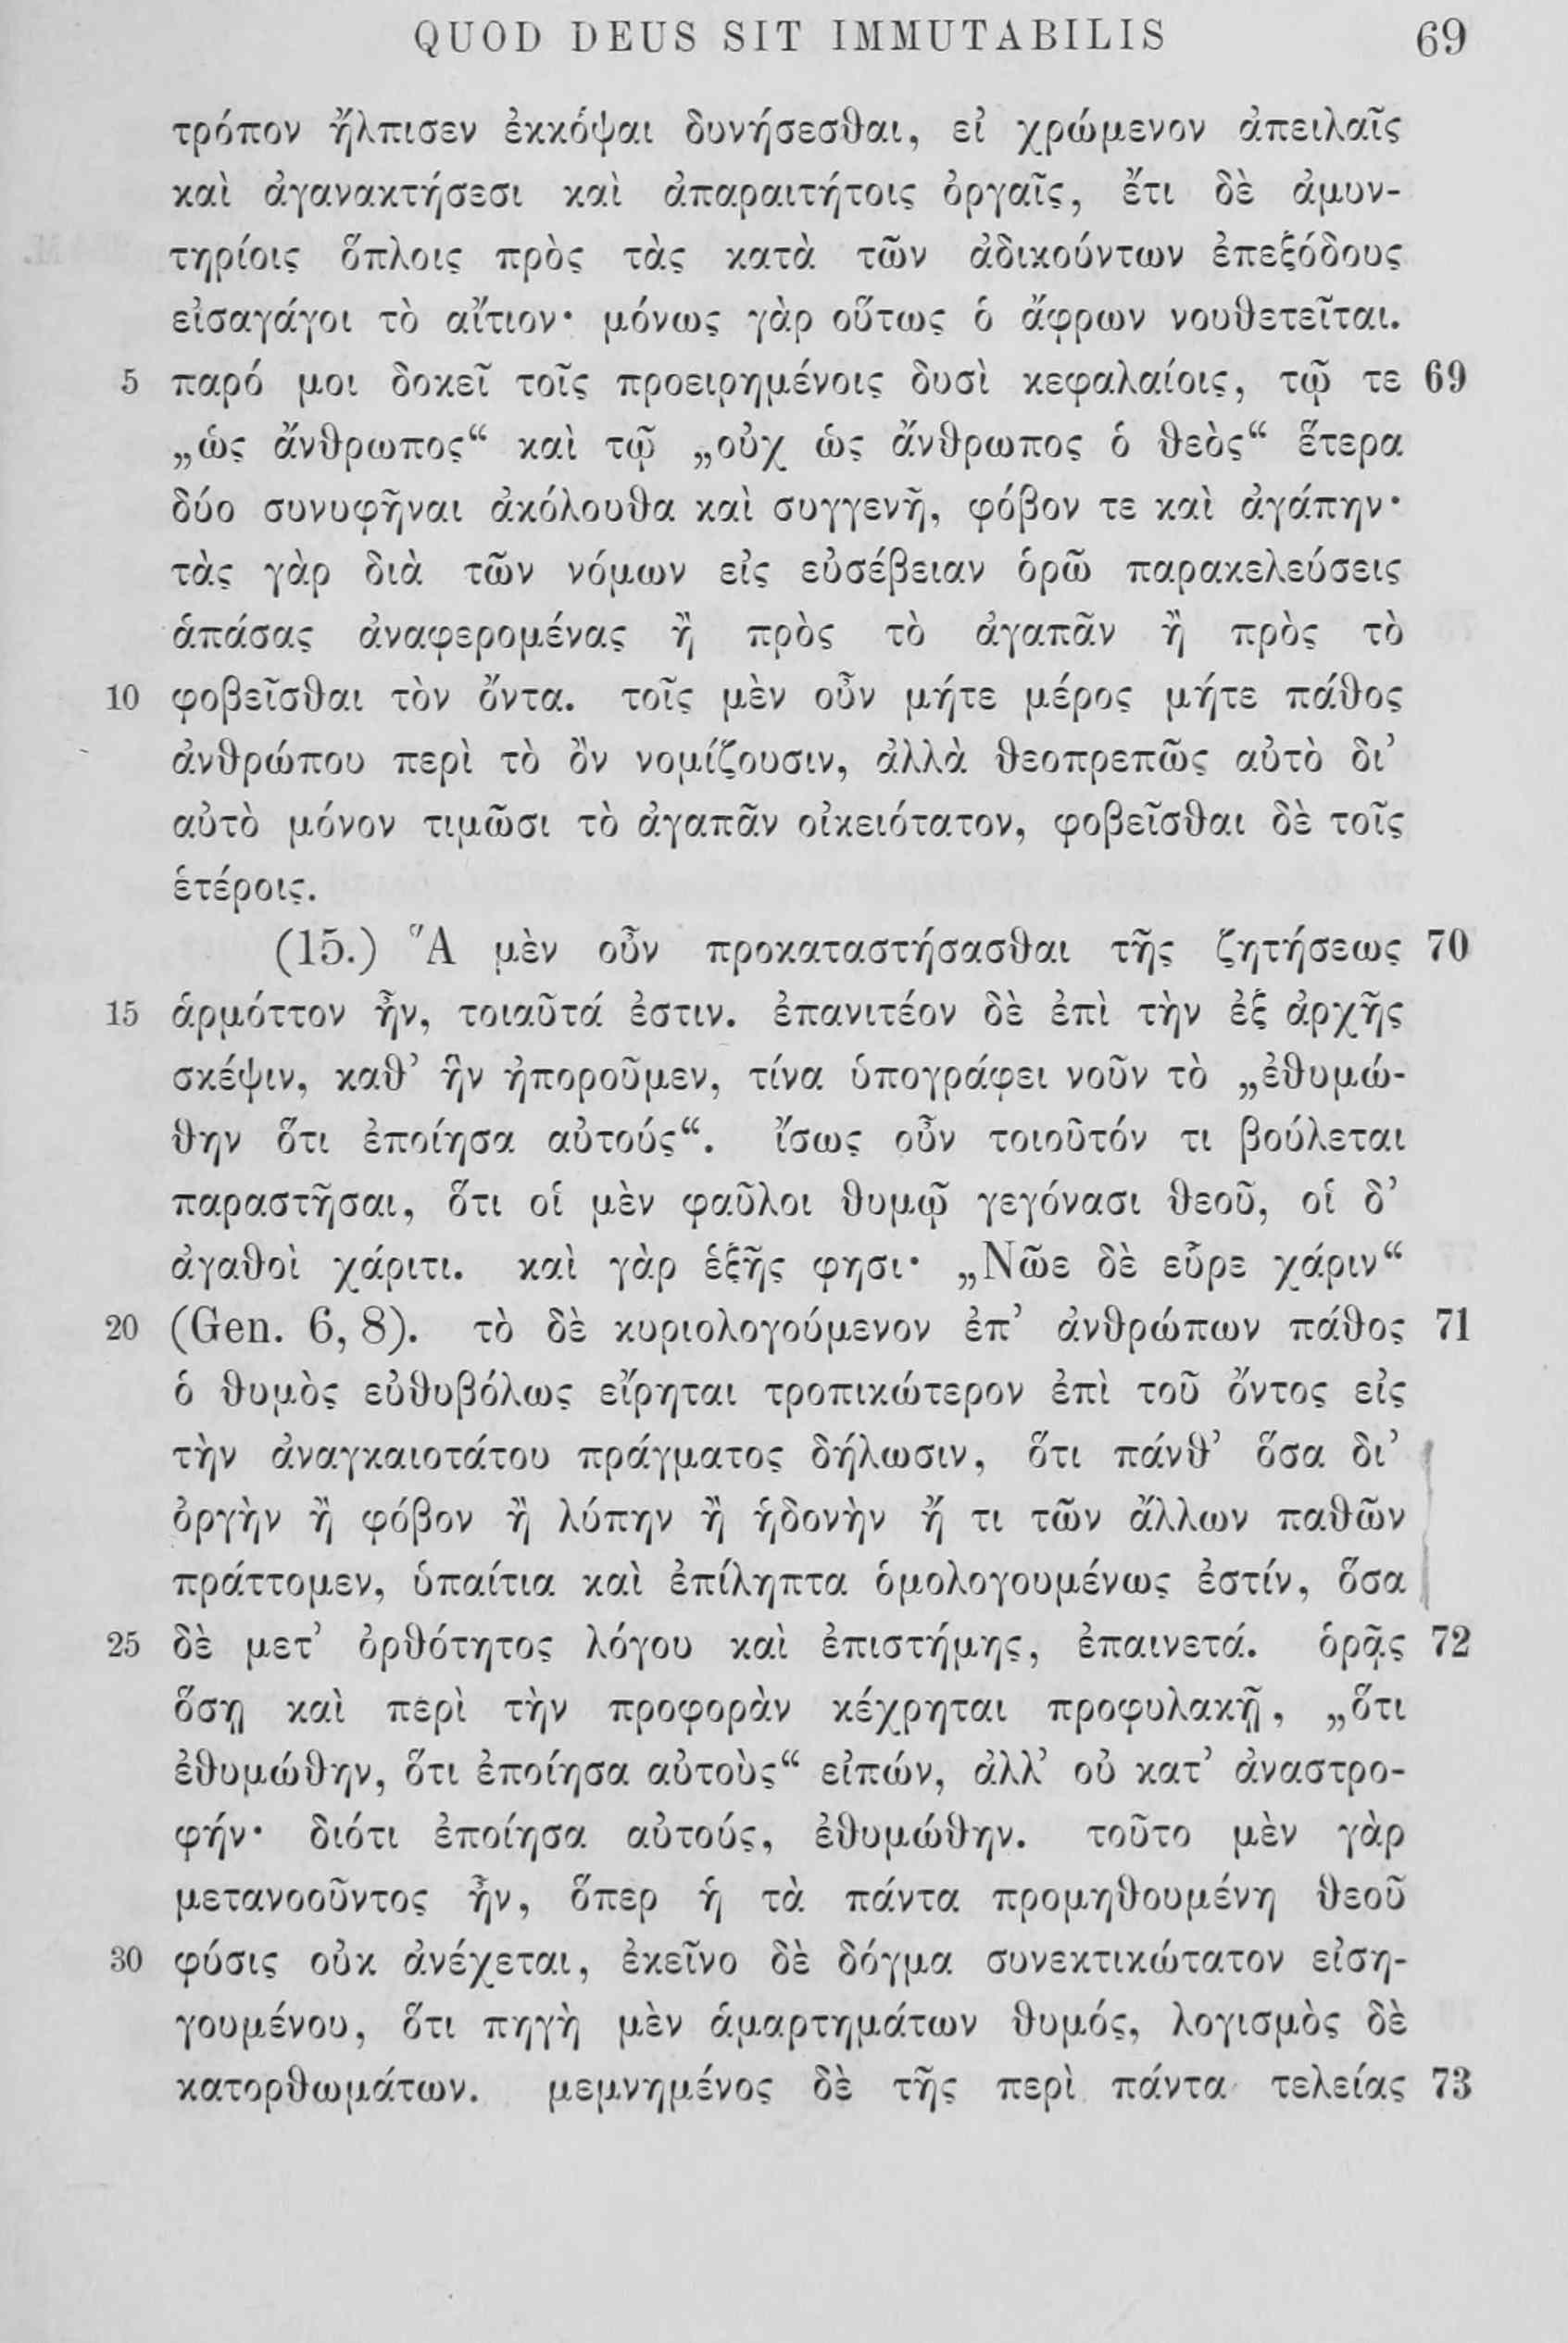 QUOD DEUS SIT IMMUTABILIS 69
τρόπον ἤλπισεν ἐκκόψαι δυνήσεσθαι, εἰ χρώμενον ἀπειλαῖς
καὶ ἀγανακτήσεσι καὶ ἀπαραιτήτοις ὀργαῖς, ἔτι δὲ ἀμυν-
τηρίοις ὅπλοις πρὸς τὰς κατὰ τῶν ἀδικούντων ἐπεξόδους
εἰσαγάγοι τὸ αἴτιον· μόνως γὰρ οὕτως ὁ ἄφρων νουθετεῖται.
5 παρό μοι δοκεῖ τοῖς προειρημένοις δυσὶ κεφαλαίοις, τῷ τε 69
„ὡς ἄνθρωπος“ καὶ τῷ „οὐχ ὡς ἄνθρωπος ὁ θεὸς“ ἕτερα
δύο συνυφῆναι ἀκόλουθα καὶ συγγενῆ, φόβον τε καὶ ἀγάπην·
τὰς γὰρ διὰ τῶν νόμων εἰς εὐσέβειαν ὁρῶ παρακελεύσεις
ἁπάσας ἀναφερομένας ἢ πρὸς τὸ ἀγαπᾶν ἢ πρὸς τὸ
10 φοβεῖσθαι τὸν ὄντα. τοῖς μὲν οὖν μήτε μέρος μήτε πάθος
ἀνθρώπου περὶ τὸ ὂν νομίζουσιν, ἀλλὰ θεοπρεπῶς αὐτὸ δι’
αὐτὸ μόνον τιμῶσι τὸ ἀγαπᾶν οἰκειότατον, φοβεῖσθαι δὲ τοῖς
ἑτέροις.
(15.) Ἃ μὲν οὖν προκαταστήσασθαι τῆς ζητήσεως 70
15 ἁρμόττον ἦν, τοιαῦτά ἐστιν. ἐπανιτέον δὲ ἐπὶ τὴν ἐξ ἀρχῆς
σκέψιν, καθ’ ἣν ἠποροῦμεν, τίνα ὑπογράφει νοῦν τὸ „ἐθυμώ-
θην ὅτι ἐποίησα αὐτούς“. ἴσως οὖν τοιοῦτόν τι βούλεται
παραστῆσαι, ὅτι οἱ μὲν φαῦλοι θυμῷ γεγόνασι θεοῦ, οἱ δ’
ἀγαθοὶ χάριτι. καὶ γὰρ ἑξῆς φησι· „Νῶε δὲ εὗρε χάριν“
20 (Gen. 6, 8). τὸ δὲ κυριολογούμενον ἐπ’ ἀνθρώπων πάθος 71
ὁ θυμὸς εὐθυβόλως εἴρηται τροπικώτερον ἐπὶ τοῦ ὄντος εἰς
τὴν ἀναγκαιοτάτου πράγματος δήλωσιν, ὅτι πάνθ’ ὅσα δι’
ὀργὴν ἢ φόβον ἢ λύπην ἢ ἡδονὴν ἤ τι τῶν ἄλλων παθῶν
πράττομεν, ὑπαίτια καὶ ἐπίληπτα ὁμολογουμένως ἐστίν, ὅσα
25 δὲ μετ’ ὀρθότητος λόγου καὶ ἐπιστήμης, ἐπαινετά. ὁρᾷς 72
ὅσῃ καὶ περὶ τὴν προφορὰν κέχρηται προφυλακῇ, „ὅτι
ἐθυμώθην, ὅτι ἐποίησα αὐτοὺς“ εἰπών, ἀλλ’ οὐ κατ’ ἀναστρο-
φήν· διότι ἐποίησα αὐτούς, ἐθυμώθην. τοῦτο μὲν γὰρ
μετανοοῦντος ἦν, ὅπερ ἡ τὰ πάντα προμηθουμένη θεοῦ
30 φύσις οὐκ ἀνέχεται, ἐκεῖνο δὲ δόγμα συνεκτικώτατον εἰση-
γουμένου, ὅτι πηγὴ μὲν ἁμαρτημάτων θυμός, λογισμὸς δὲ
κατορθωμάτων. μεμνημένος δὲ τῆς περὶ πάντα τελείας 73